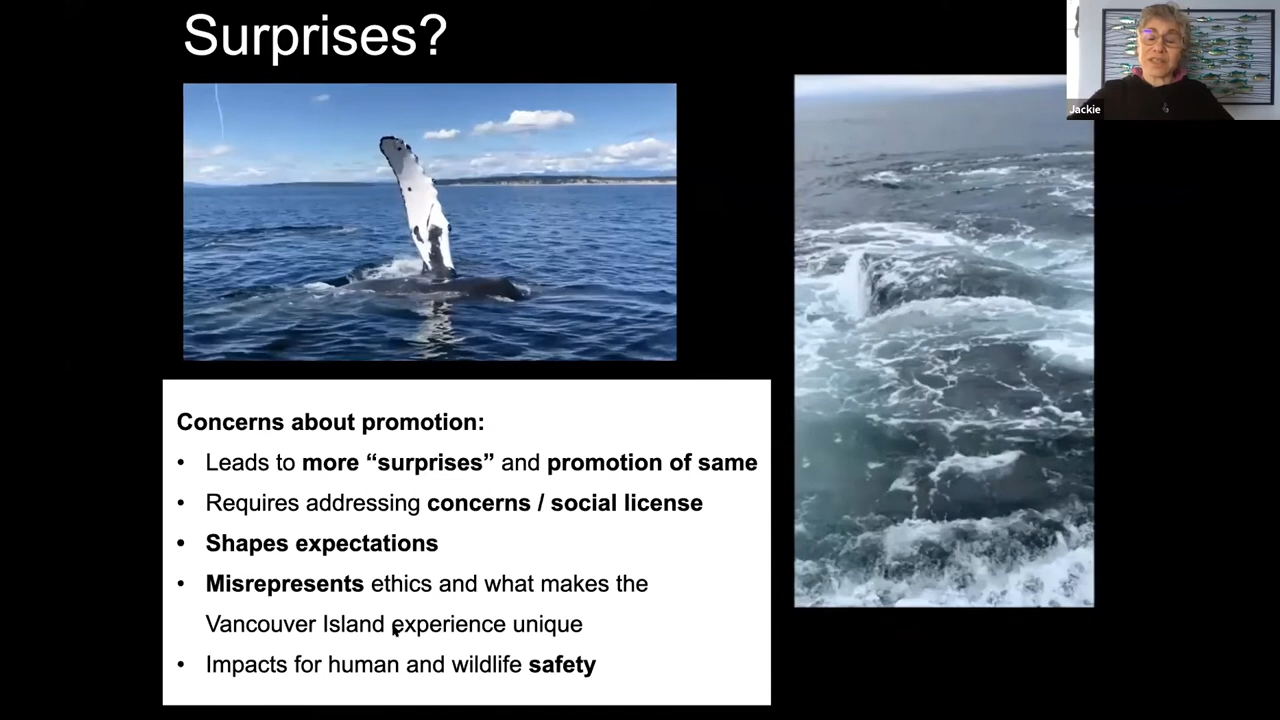 Surprises?
Jackie
Concerns about promotion:
• Leads to more “surprises” and promotion of same
• Requires addressing concerns / social license
• Shapes expectations
• Misrepresents ethics and what makes the
Vancouver Island experience unique
• Impacts for human and wildlife safety